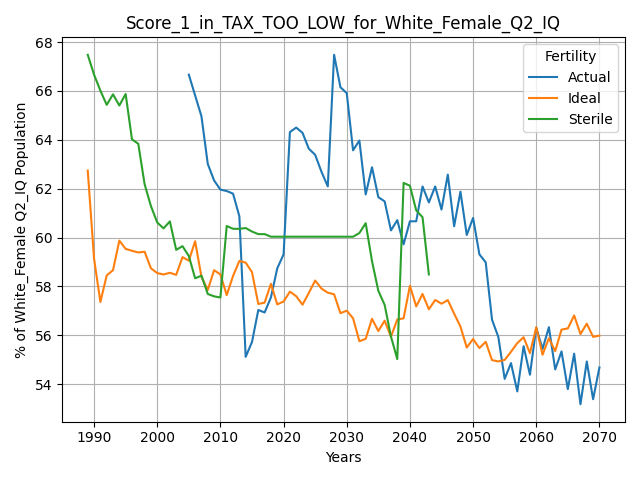 Score_1_in_TAX_TOO_LOW_for_White_Female_Q2_IQ
Fertility
Actual
Ideal
Sterile
% of White_Female Q2_IQ Population
68
66
64
62
60
58
56
54
1990
2000
2010
2020
2030
2040
2050
2060
2070
Years